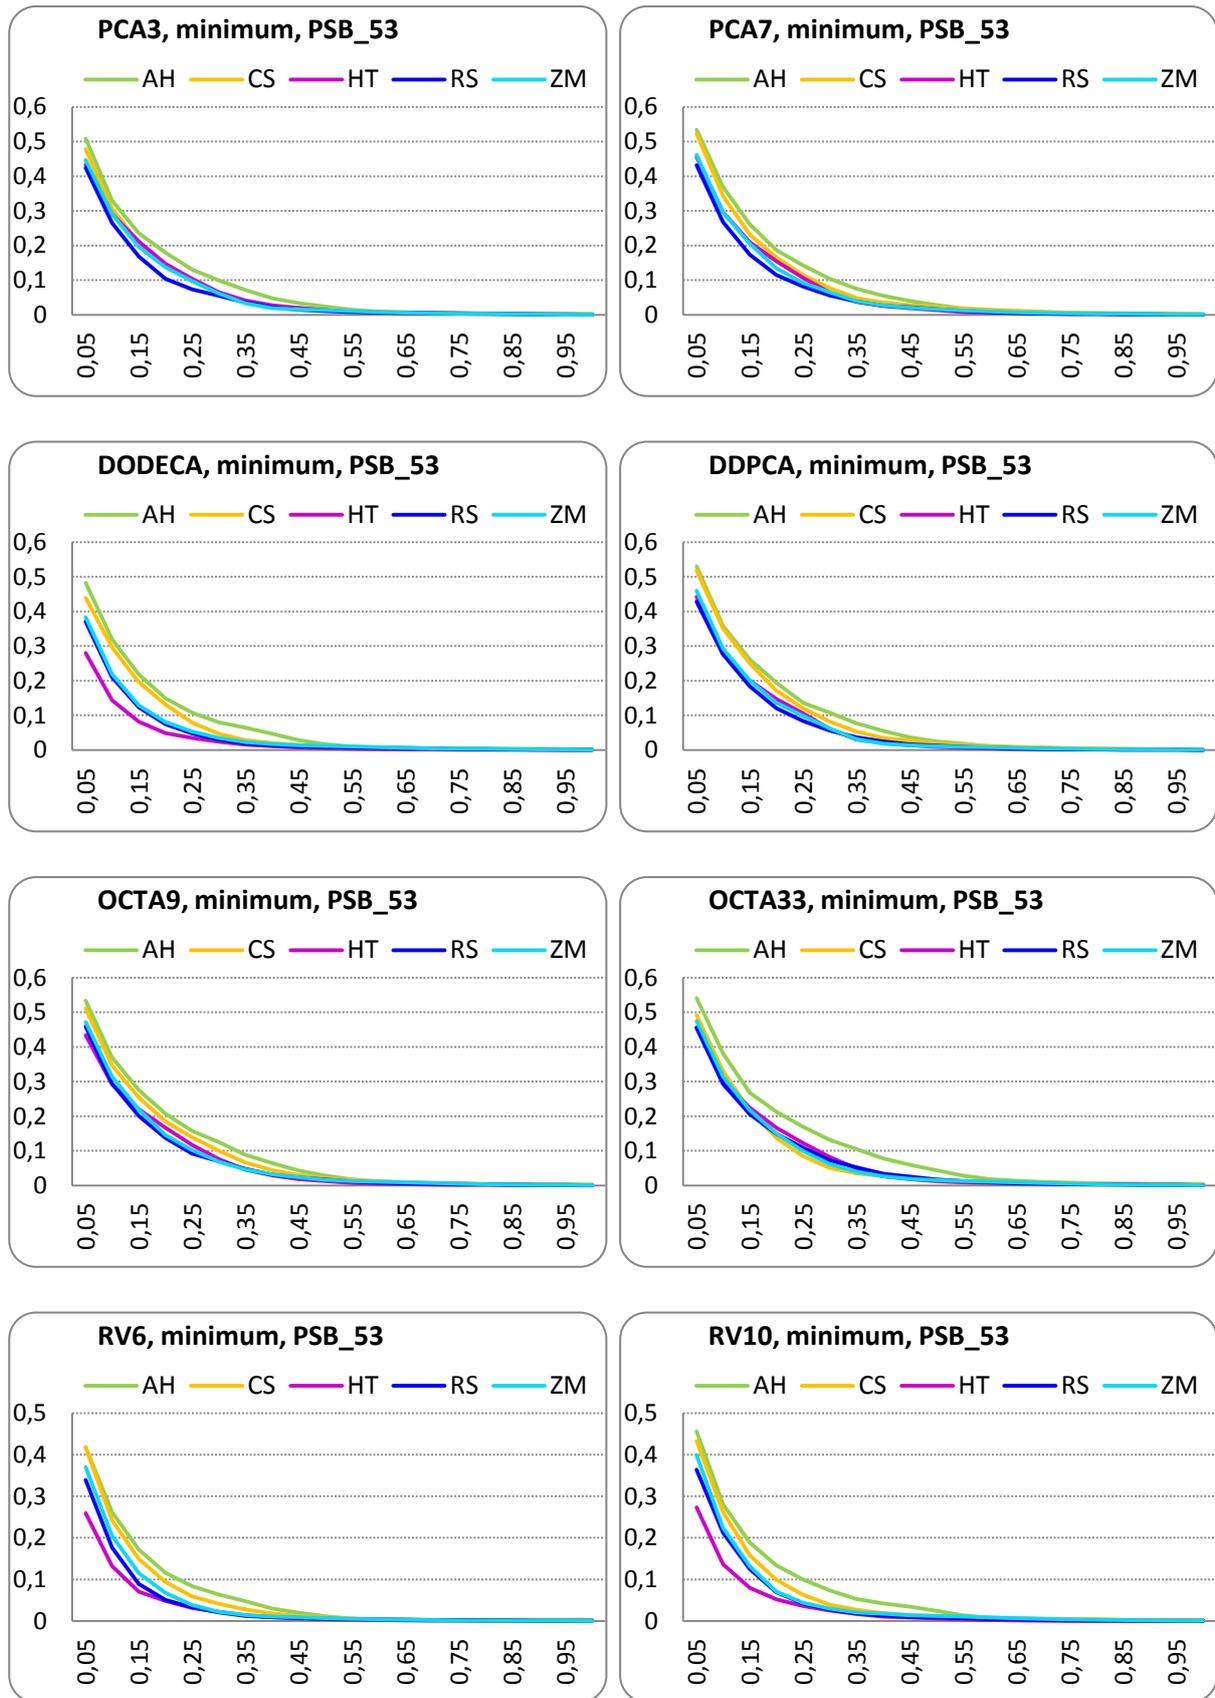 PCA3, minimum, PSB_53
AH CS HT RS ZM
0,6
0,5
0,4
0,3
0,2
0,1
0
0,05 0,15 0,25 0,35 0,45 0,55 0,65 0,75 0,85 0,95
PCA7, minimum, PSB_53
AH CS HT RS ZM
0,6
0,5
0,4
0,3
0,2
0,1
0
0,05 0,15 0,25 0,35 0,45 0,55 0,65 0,75 0,85 0,95
DODECA, minimum, PSB_53
AH CS HT RS ZM
0,6
0,5
0,4
0,3
0,2
0,1
0
0,05 0,15 0,25 0,35 0,45 0,55 0,65 0,75 0,85 0,95
DDPCA, minimum, PSB_53
AH CS HT RS ZM
0,6
0,5
0,4
0,3
0,2
0,1
0
0,05 0,15 0,25 0,35 0,45 0,55 0,65 0,75 0,85 0,95
OCTA9, minimum, PSB_53
AH CS HT RS ZM
0,6
0,5
0,4
0,3
0,2
0,1
0
0,05 0,15 0,25 0,35 0,45 0,55 0,65 0,75 0,85 0,95
OCTA33, minimum, PSB_53
AH CS HT RS ZM
0,6
0,5
0,4
0,3
0,2
0,1
0
0,05 0,15 0,25 0,35 0,45 0,55 0,65 0,75 0,85 0,95
RV6, minimum, PSB_53
AH CS HT RS ZM
0,5
0,4
0,3
0,2
0,1
0
0,05 0,15 0,25 0,35 0,45 0,55 0,65 0,75 0,85 0,95
RV10, minimum, PSB_53
AH CS HT RS ZM
0,5
0,4
0,3
0,2
0,1
0
0,05 0,15 0,25 0,35 0,45 0,55 0,65 0,75 0,85 0,95